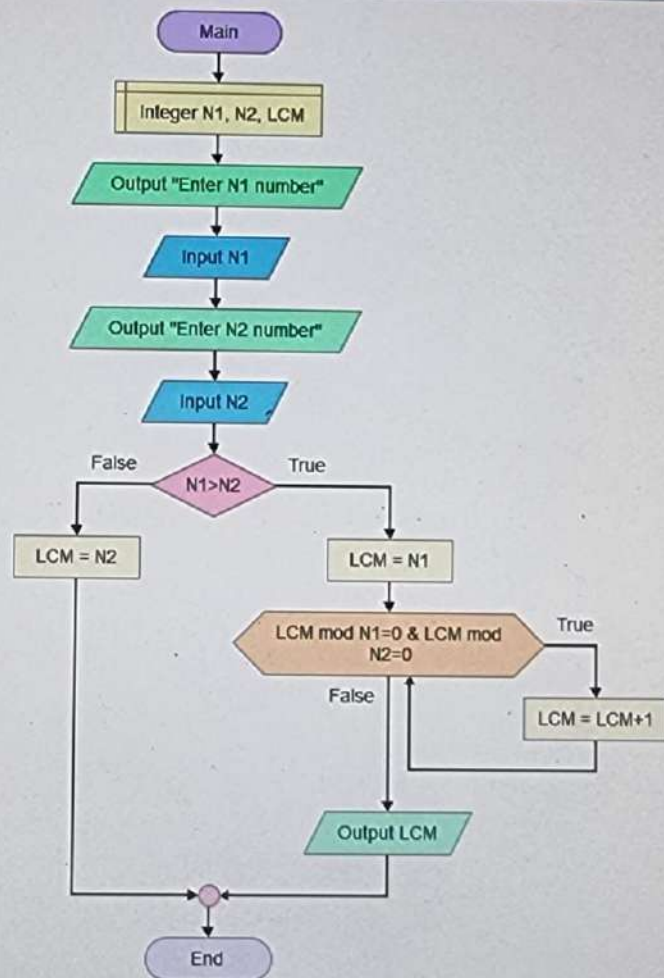 Main
Integer N1, N2, LCM
Output "Enter N1 number"
Input N1
Output "Enter N2 number"
Input N2
False
True
N1>N2
LCM = N2
LCM = N1
LCM mod N1=0 & LCM mod
N2=0
True
False
LCM = LCM+1
Output LCM
End